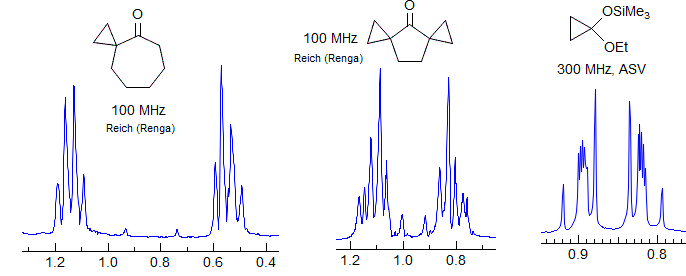 O
100 MHz
Reich (Renga)
1.2 1.0 0.8 0.6 0.4
O
100 MHz
Reich (Renga)
1.2 1.0 0.8
OSiMe3
OEt
300 MHz, ASV
0.9 0.8